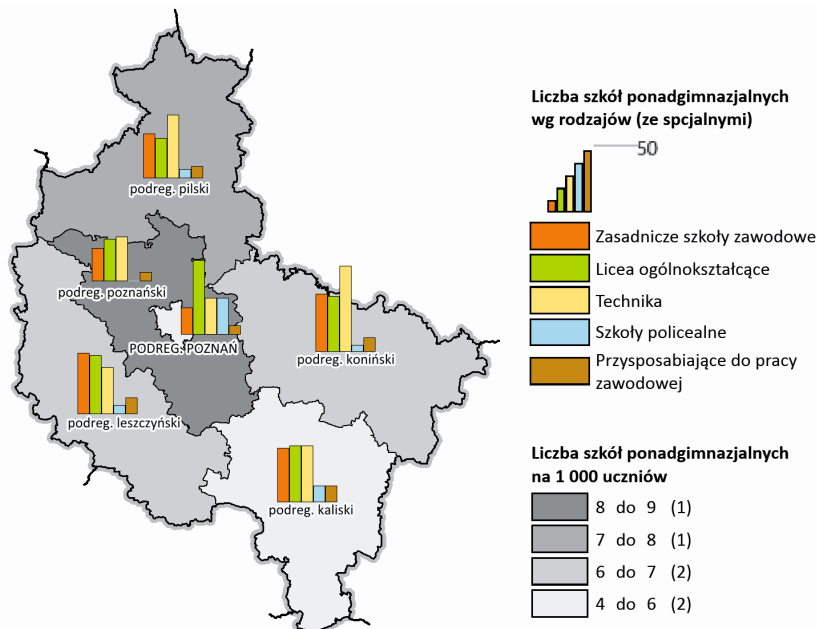 Liczba szkół ponadgimnazjalnych
wg rodzajów (ze spcjalnymi)
50
Zasadnicze szkoły zawodowe
Licea ogólnokształcące
Technika
Szkoły policealne
Przysposabiające do pracy
zawodowej
podreg. pilski
podreg. poznański
PODREG. POZNAŃ
podreg. koniński
podreg. leszczyński
podreg. kaliski
Liczba szkół ponadgimnazjalnych
na 1 000 uczniów
8 do 9 (1)
7 do 8 (1)
6 do 7 (2)
4 do 6 (2)